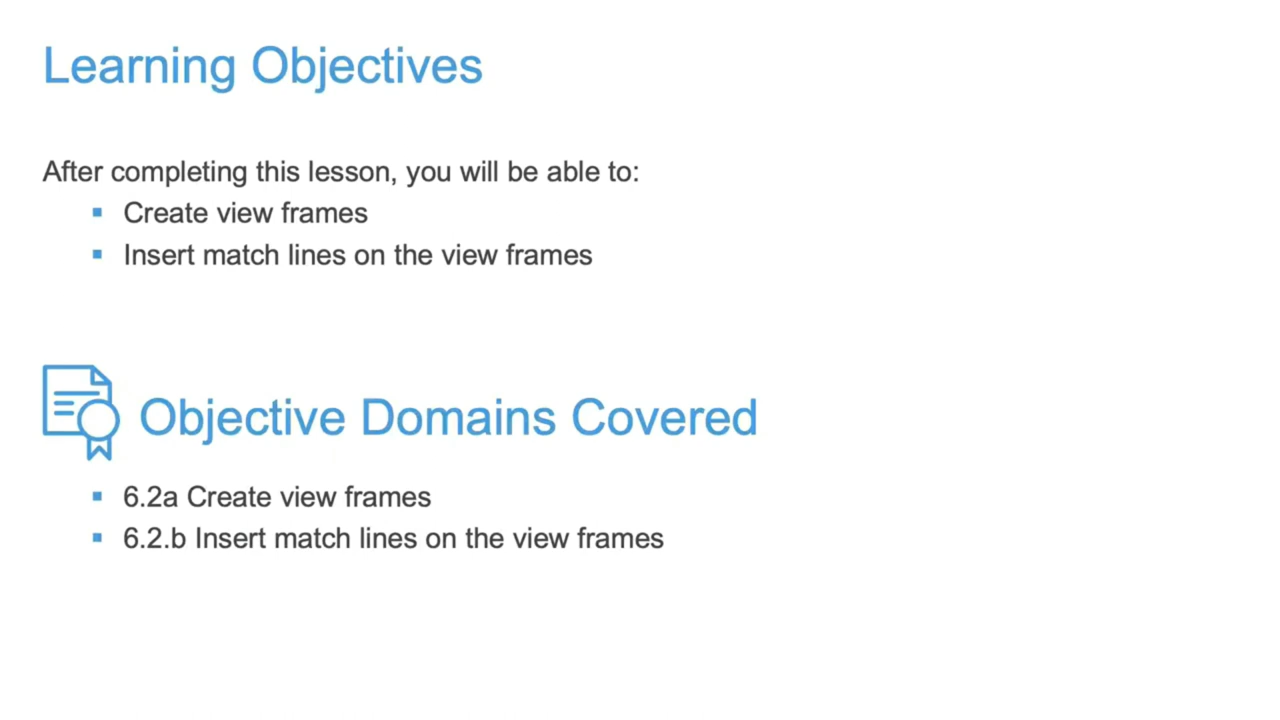 Learning Objectives
After completing this lesson, you will be able to:
▪ Create view frames
▪ Insert match lines on the view frames
Objective Domains Covered
▪ 6.2a Create view frames
▪ 6.2.b Insert match lines on the view frames